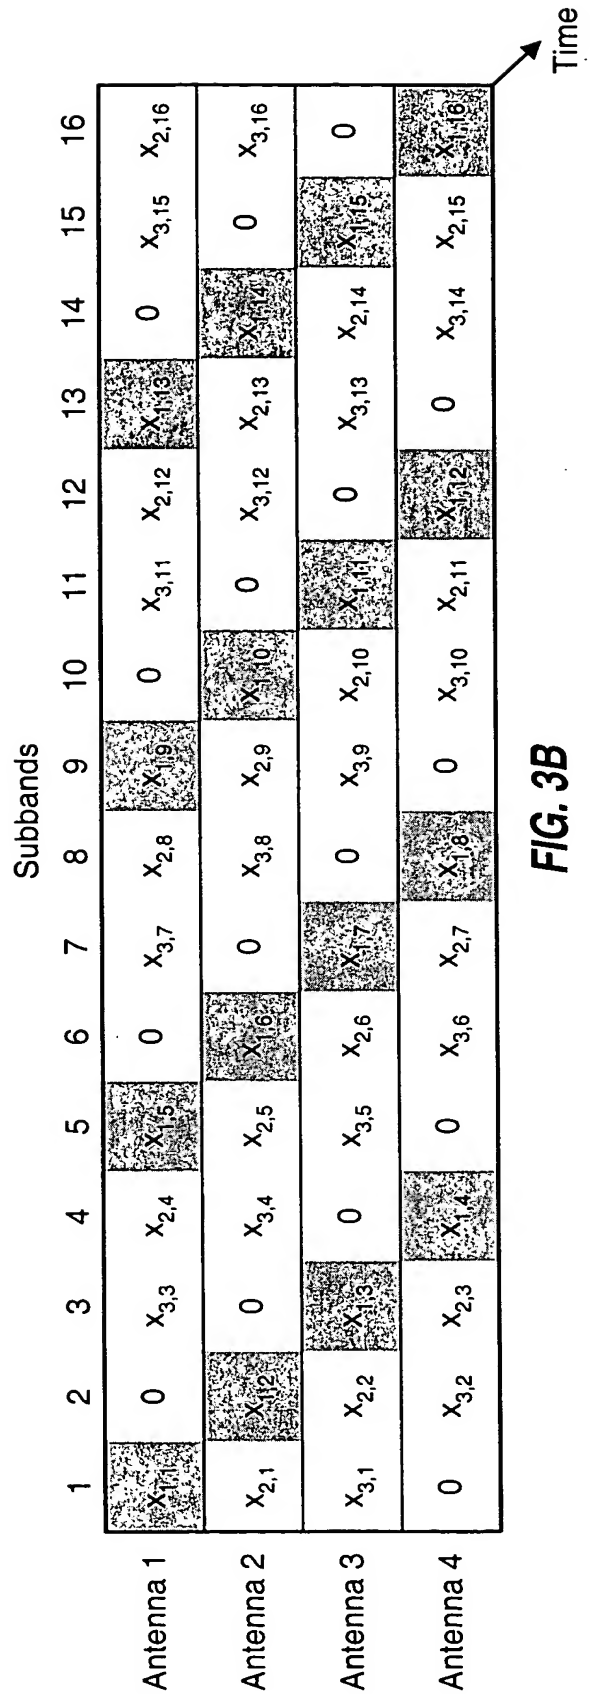 Subbands
1 2 3 4 5 6 7 8 9 10 11 12 13 14 15 16
Antenna 1 X1,1 0 X3,3 X2,4 X1,5 0 X3,7 X2,8 X1,9 0 X3,11 X2,12 X1,13 0 X3,15 X2,16
Antenna 2 X2,1 X1,2 0 X3,4 X2,5 X1,6 0 X3,8 X2,9 X1,10 0 X3,12 X2,13 X1,14 0 X3,16
Antenna 3 X3,1 X2,2 X1,3 0 X3,5 X2,6 X1,7 0 X3,9 X2,10 X1,11 0 X3,13 X2,14 X1,15 0
Antenna 4 0 X3,2 X2,3 X1,4 0 X3,6 X2,7 X1,8 0 X3,10 X2,11 X1,12 0 X3,14 X2,15 X1,16
Time
FIG. 3B